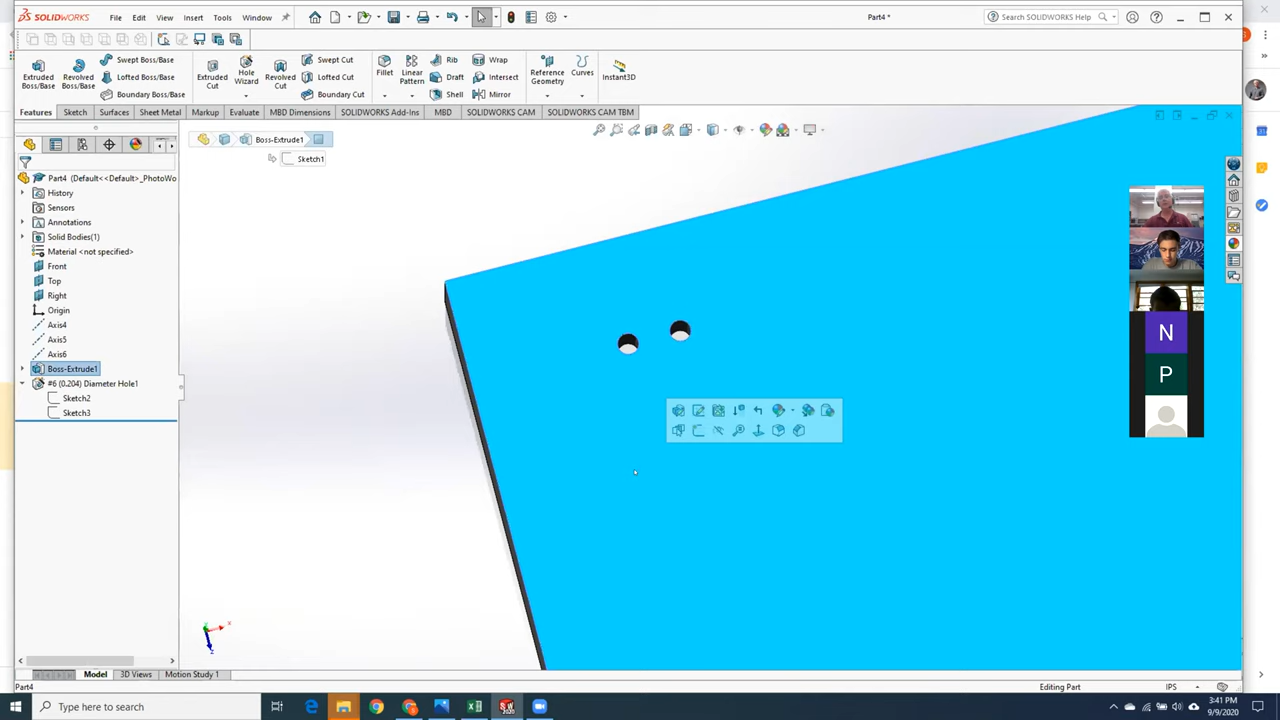 SOLIDWORKS File Edit View Insert Tools Window Part4 * Search SOLIDWORKS Help
Extruded Boss/Base
Revolved Boss/Base
Swept Boss/Base
Lofted Boss/Base
Boundary Boss/Base
Extruded Cut
Hole Wizard
Revolved Cut
Swept Cut
Lofted Cut
Boundary Cut
Fillet
Linear Pattern
Rib
Draft
Shell
Wrap
Intersect
Mirror
Reference Geometry
Curves
Instant3D
Features Sketch Surfaces Sheet Metal Markup Evaluate MBD Dimensions SOLIDWORKS Add-Ins MBD SOLIDWORKS CAM SOLIDWORKS CAM TBM
Boss-Extrude1
Sketch1
Part4 (Default<<Default>_PhotoWo
History
Sensors
Annotations
Solid Bodies(1)
Material <not specified>
Front
Top
Right
Origin
Axis4
Axis5
Axis6
Boss-Extrude1
#6 (0.204) Diameter Hole1
Sketch2
Sketch3
N
P
Model 3D Views Motion Study 1
Part4 Editing Part IPS
Type here to search
3:41 PM
9/9/2020